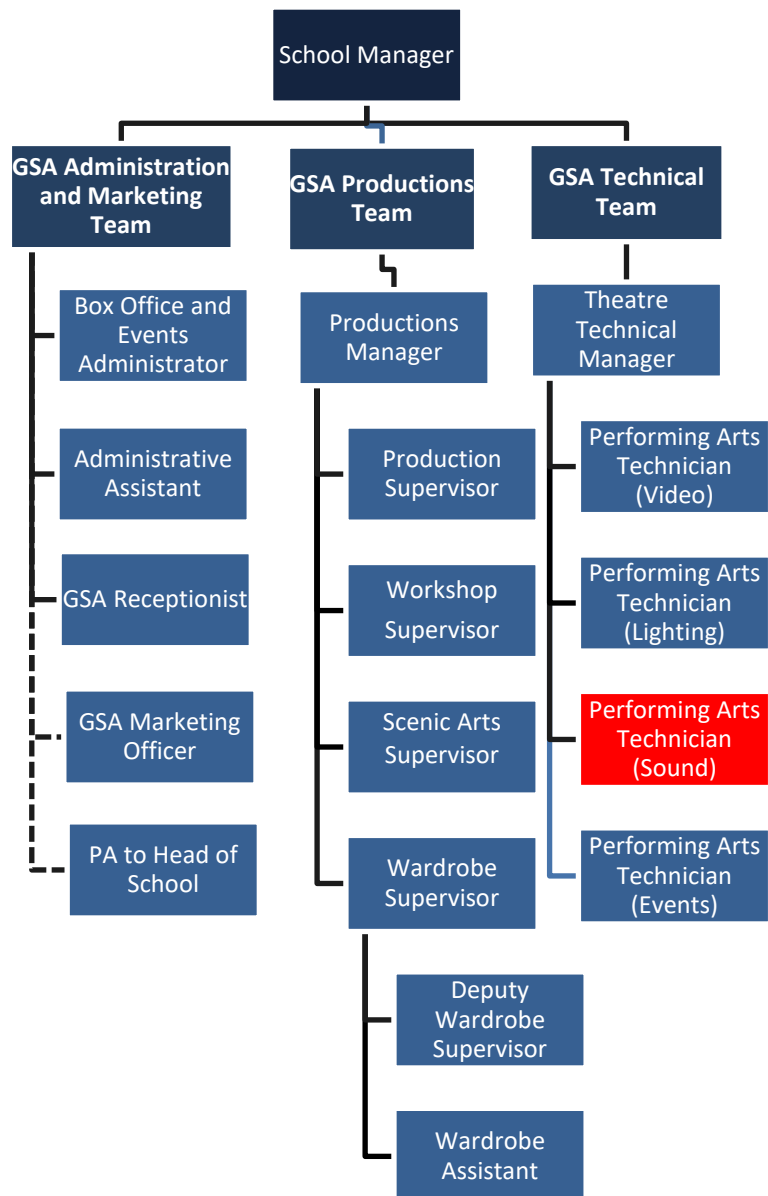 School Manager
GSA Administration
and Marketing
Team
Box Office and
Events
Administrator
Administrative
Assistant
GSA Receptionist
GSA Marketing
Officer
PA to Head of
School
GSA Productions
Team
Productions
Manager
Production
Supervisor
Workshop
Supervisor
Scenic Arts
Supervisor
Wardrobe
Supervisor
Deputy
Wardrobe
Supervisor
Wardrobe
Assistant
GSA Technical
Team
Theatre
Technical
Manager
Performing Arts
Technician
(Video)
Performing Arts
Technician
(Lighting)
Performing Arts
Technician
(Sound)
Performing Arts
Technician
(Events)